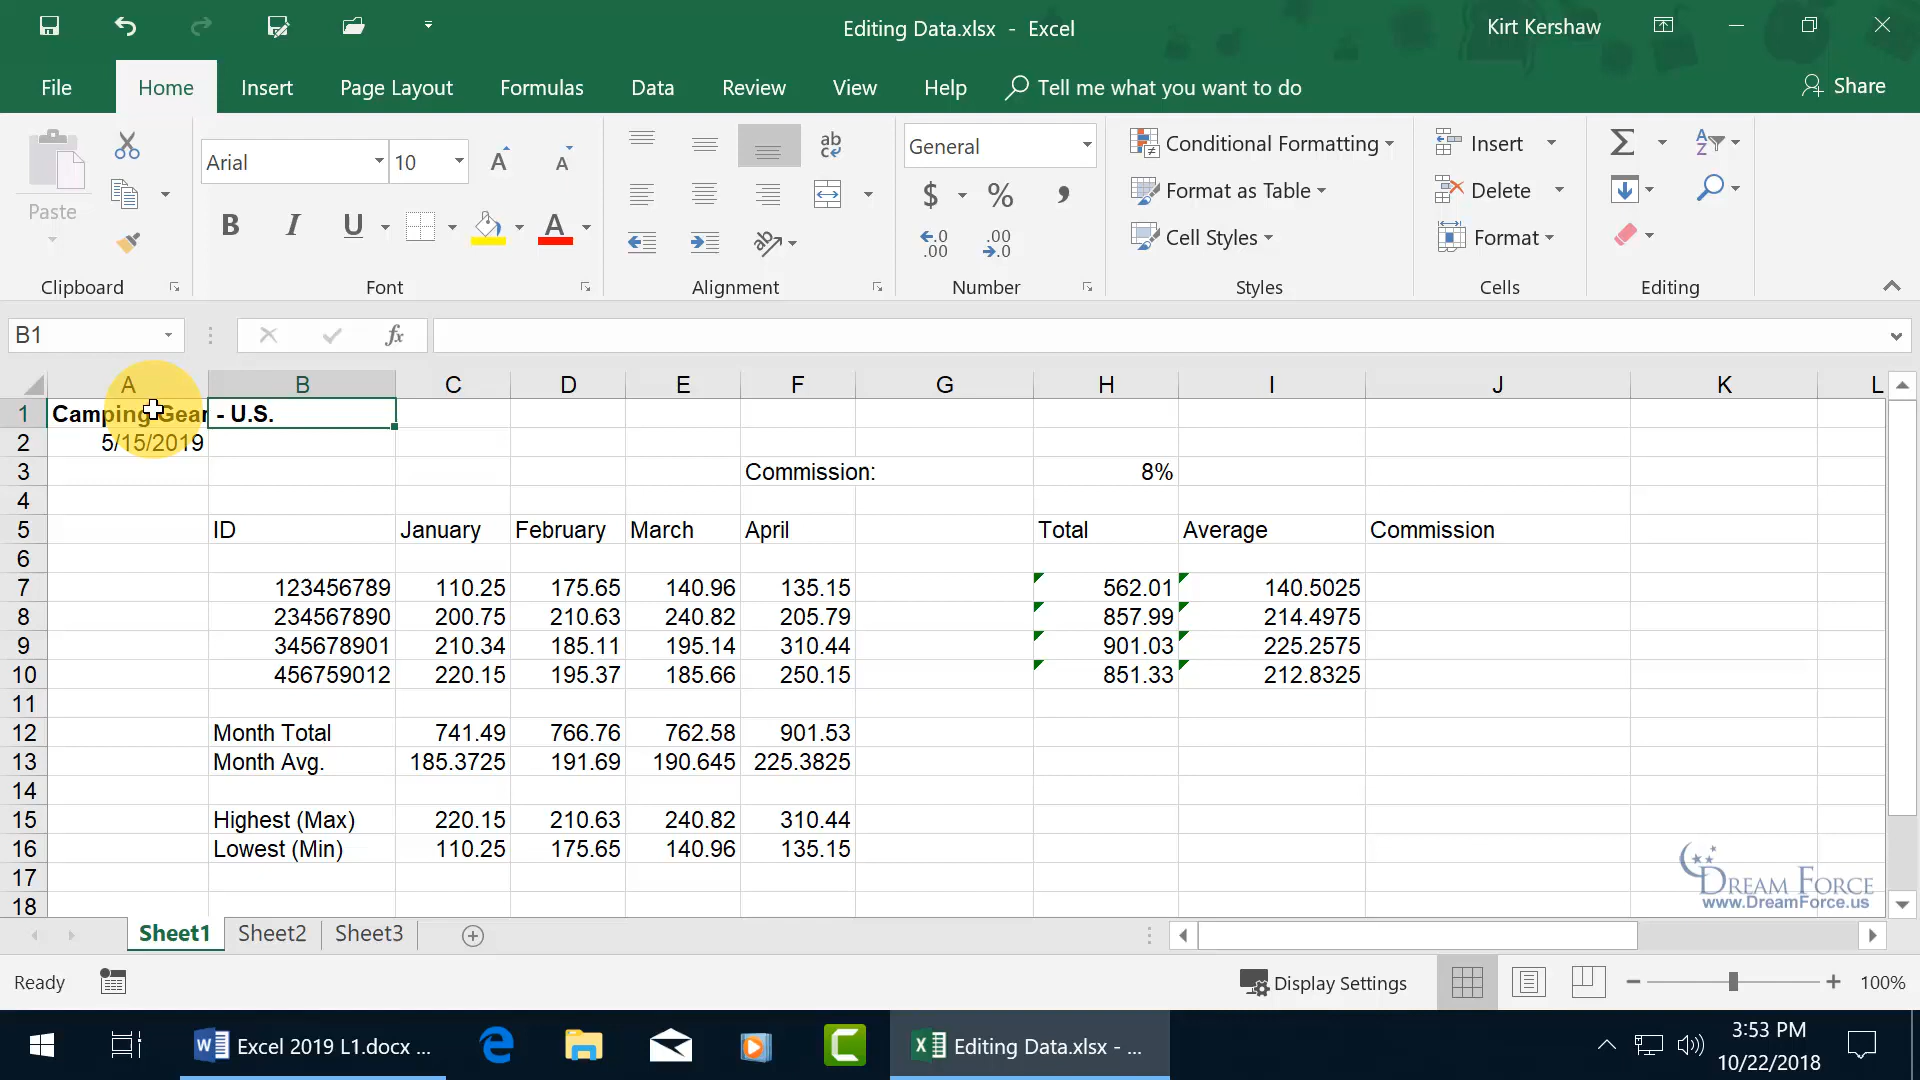 Editing Data.xlsx - Excel
Kirt Kershaw
File Home Insert Page Layout Formulas Data Review View Help Tell me what you want to do Share
Paste
Clipboard
Arial 10
B I U A A A
Font
ab
Alignment
General
$ % ,
.0 .00
.00 .0
Number
Conditional Formatting
Format as Table
Cell Styles
Styles
Insert
Delete
Format
Cells
Σ
A Z
Editing
B1 fx
A B C D E F G H I J K L
1 Camping Gear - U.S.
2 5/15/2019
3 Commission: 8%
4
5 ID January February March April Total Average Commission
6
7 123456789 110.25 175.65 140.96 135.15 562.01 140.5025
8 234567890 200.75 210.63 240.82 205.79 857.99 214.4975
9 345678901 210.34 185.11 195.14 310.44 901.03 225.2575
10 456759012 220.15 195.37 185.66 250.15 851.33 212.8325
11
12 Month Total 741.49 766.76 762.58 901.53
13 Month Avg. 185.3725 191.69 190.645 225.3825
14
15 Highest (Max) 220.15 210.63 240.82 310.44
16 Lowest (Min) 110.25 175.65 140.96 135.15
17
18
DREAM FORCE
www.DreamForce.us
Sheet1 Sheet2 Sheet3
Ready Display Settings 100%
Excel 2019 L1.docx ... Editing Data.xlsx - ... 3:53 PM
10/22/2018